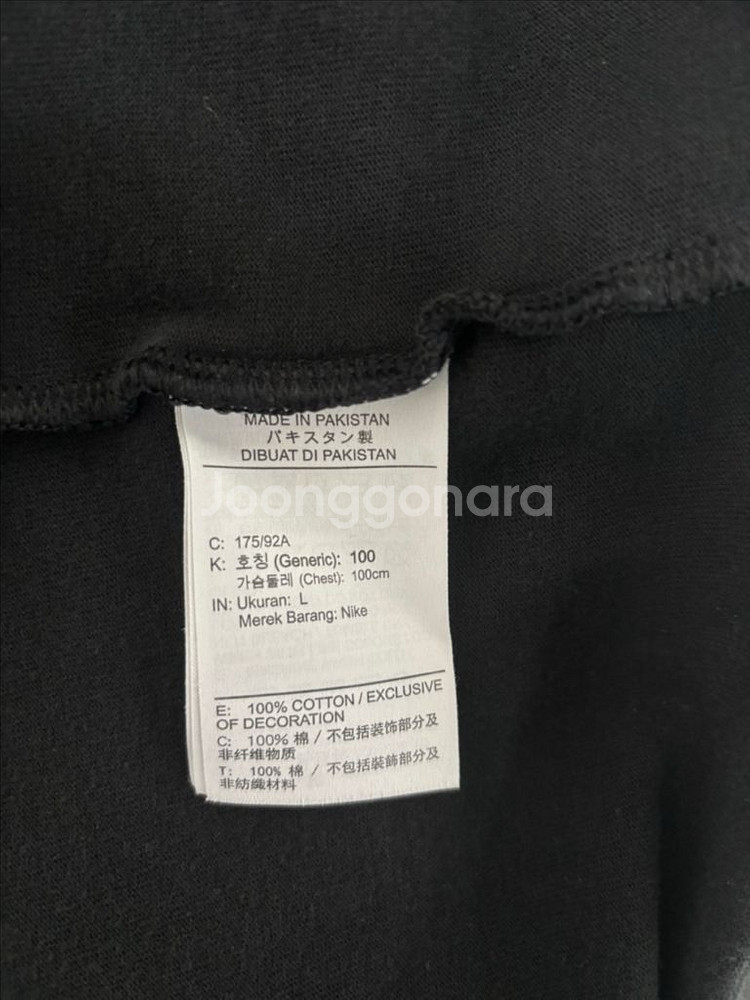 MADE IN PAKISTAN
パキスタン製
DIBUAT DI PAKISTAN
Joonggonara
C: 175/92A
K: 호칭 (Generic): 100
가슴둘레 (Chest): 100cm
IN: Ukuran: L
Merek Barang: Nike
E: 100% COTTON / EXCLUSIVE
OF DECORATION
C: 100% 棉 / 不包括装饰部分及
非纤维物质
T: 100% 棉 / 不包括裝飾部分及
非紡織材料